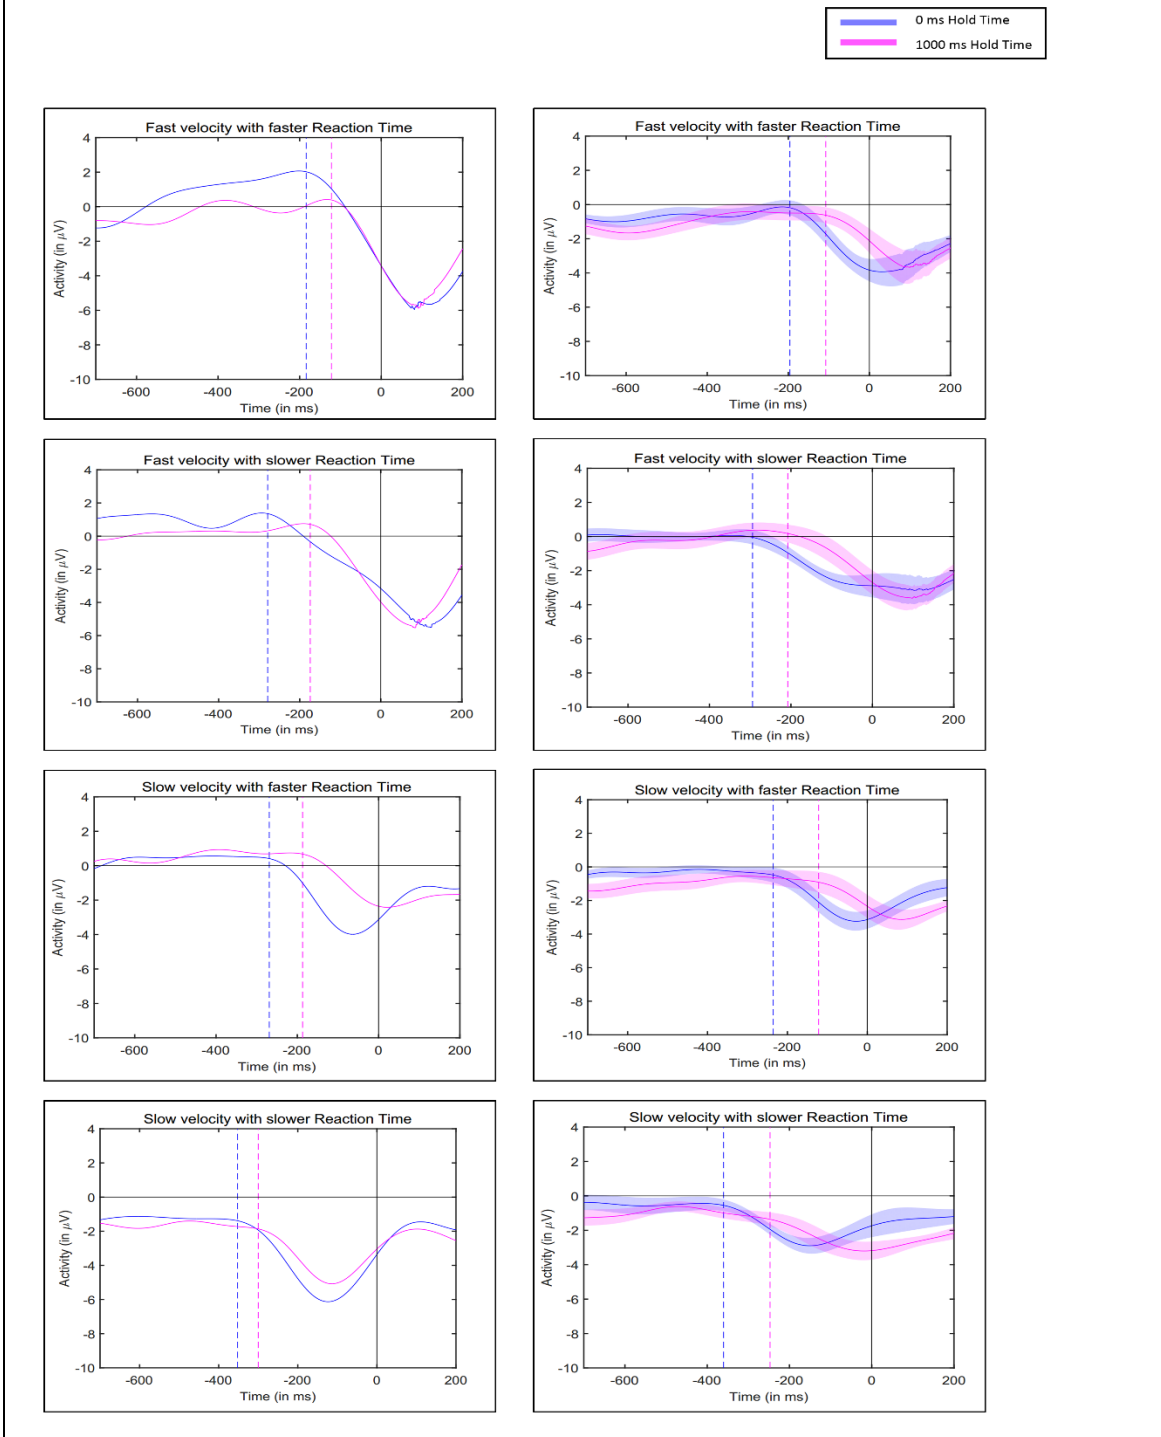 0 ms Hold Time
1000 ms Hold Time
Fast velocity with faster Reaction Time
4
2
0
-2
-4
-6
-8
-10
Activity (in μV)
-600 -400 -200 0 200
Time (in ms)
Fast velocity with faster Reaction Time
4
2
0
-2
-4
-6
-8
-10
Activity (in μV)
-600 -400 -200 0 200
Time (in ms)
Fast velocity with slower Reaction Time
4
2
0
-2
-4
-6
-8
-10
Activity (in μV)
-600 -400 -200 0 200
Time (in ms)
Fast velocity with slower Reaction Time
4
2
0
-2
-4
-6
-8
-10
Activity (in μV)
-600 -400 -200 0 200
Time (in ms)
Slow velocity with faster Reaction Time
4
2
0
-2
-4
-6
-8
-10
Activity (in μV)
-600 -400 -200 0 200
Time (in ms)
Slow velocity with faster Reaction Time
4
2
0
-2
-4
-6
-8
-10
Activity (in μV)
-600 -400 -200 0 200
Time (in ms)
Slow velocity with slower Reaction Time
4
2
0
-2
-4
-6
-8
-10
Activity (in μV)
-600 -400 -200 0 200
Time (in ms)
Slow velocity with slower Reaction Time
4
2
0
-2
-4
-6
-8
-10
Activity (in μV)
-600 -400 -200 0 200
Time (in ms)